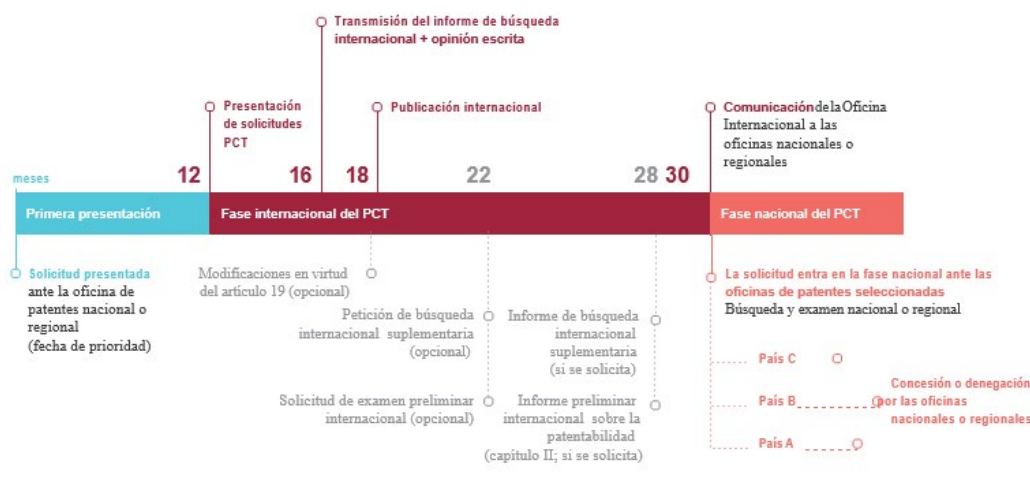 Transmisión del informe de búsqueda
internacional + opinión escrita
Presentación
de solicitudes
PCT
Publicación internacional
Comunicación de la Oficina
Internacional a las
oficinas nacionales o
regionales
meses
12
16
18
22
28
30
Primera presentación
Fase internacional del PCT
Fase nacional del PCT
Solicitud presentada
ante la oficina de
patentes nacional o
regional
(fecha de prioridad)
Modificaciones en virtud
del artículo 19 (opcional)
Petición de búsqueda
internacional suplementaria
(opcional)
Solicitud de examen preliminar
internacional (opcional)
Informe de búsqueda
internacional
suplementaria
(si se solicita)
Informe preliminar
internacional sobre la
patentabilidad
(capítulo II; si se solicita)
La solicitud entra en la fase nacional ante las
oficinas de patentes seleccionadas
Búsqueda y examen nacional o regional
País C
País B
País A
Concesión o denegación
por las oficinas
nacionales o regionales